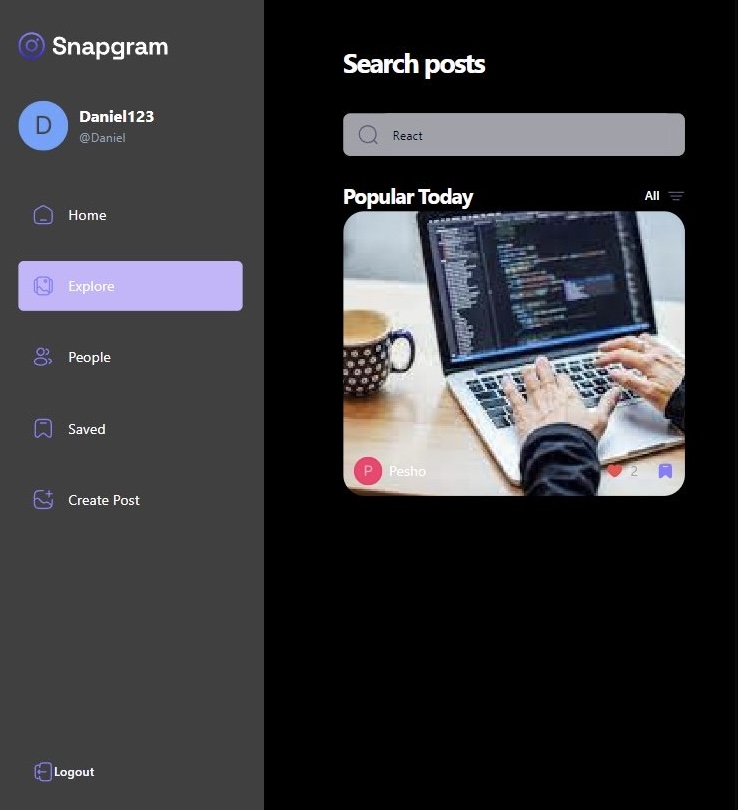 Snapgram
D
Daniel123
@Daniel
Home
Explore
People
Saved
Create Post
Logout
Search posts
React
Popular Today
All
P
Pesho
2